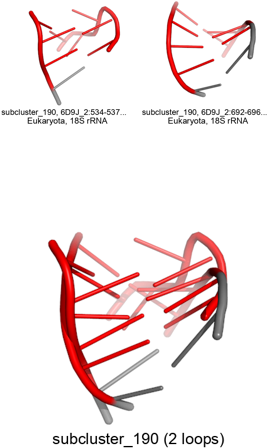 subcluster_190, 6D9J_2:534-537...
Eukaryota, 18S rRNA
subcluster_190, 6D9J_2:692-696...
Eukaryota, 18S rRNA
subcluster_190 (2 loops)